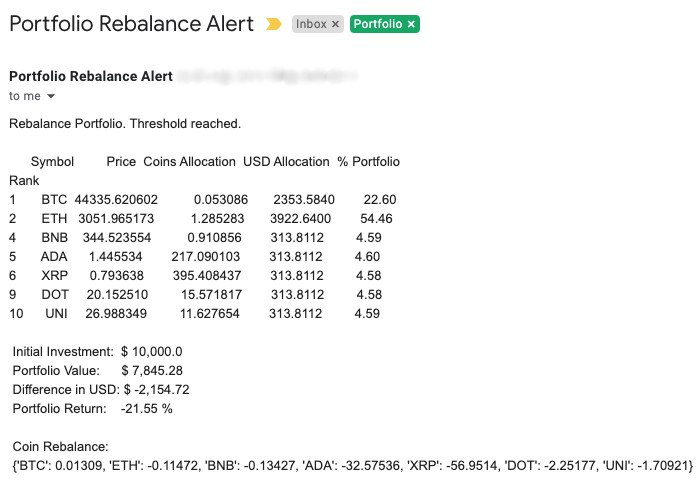 Portfolio Rebalance Alert Inbox × Portfolio ×
Portfolio Rebalance Alert
to me
Rebalance Portfolio. Threshold reached.
Symbol Price Coins Allocation USD Allocation % Portfolio
Rank
1 BTC 44335.620602 0.053086 2353.5840 22.60
2 ETH 3051.965173 1.285283 3922.6400 54.46
4 BNB 344.523554 0.910856 313.8112 4.59
5 ADA 1.445534 217.090103 313.8112 4.60
6 XRP 0.793638 395.408437 313.8112 4.58
9 DOT 20.152510 15.571817 313.8112 4.58
10 UNI 26.988349 11.627654 313.8112 4.59
Initial Investment: $ 10,000.0
Portfolio Value: $ 7,845.28
Difference in USD: $ -2,154.72
Portfolio Return: -21.55 %
Coin Rebalance:
{'BTC': 0.01309, 'ETH': -0.11472, 'BNB': -0.13427, 'ADA': -32.57536, 'XRP': -56.9514, 'DOT': -2.25177, 'UNI': -1.70921}